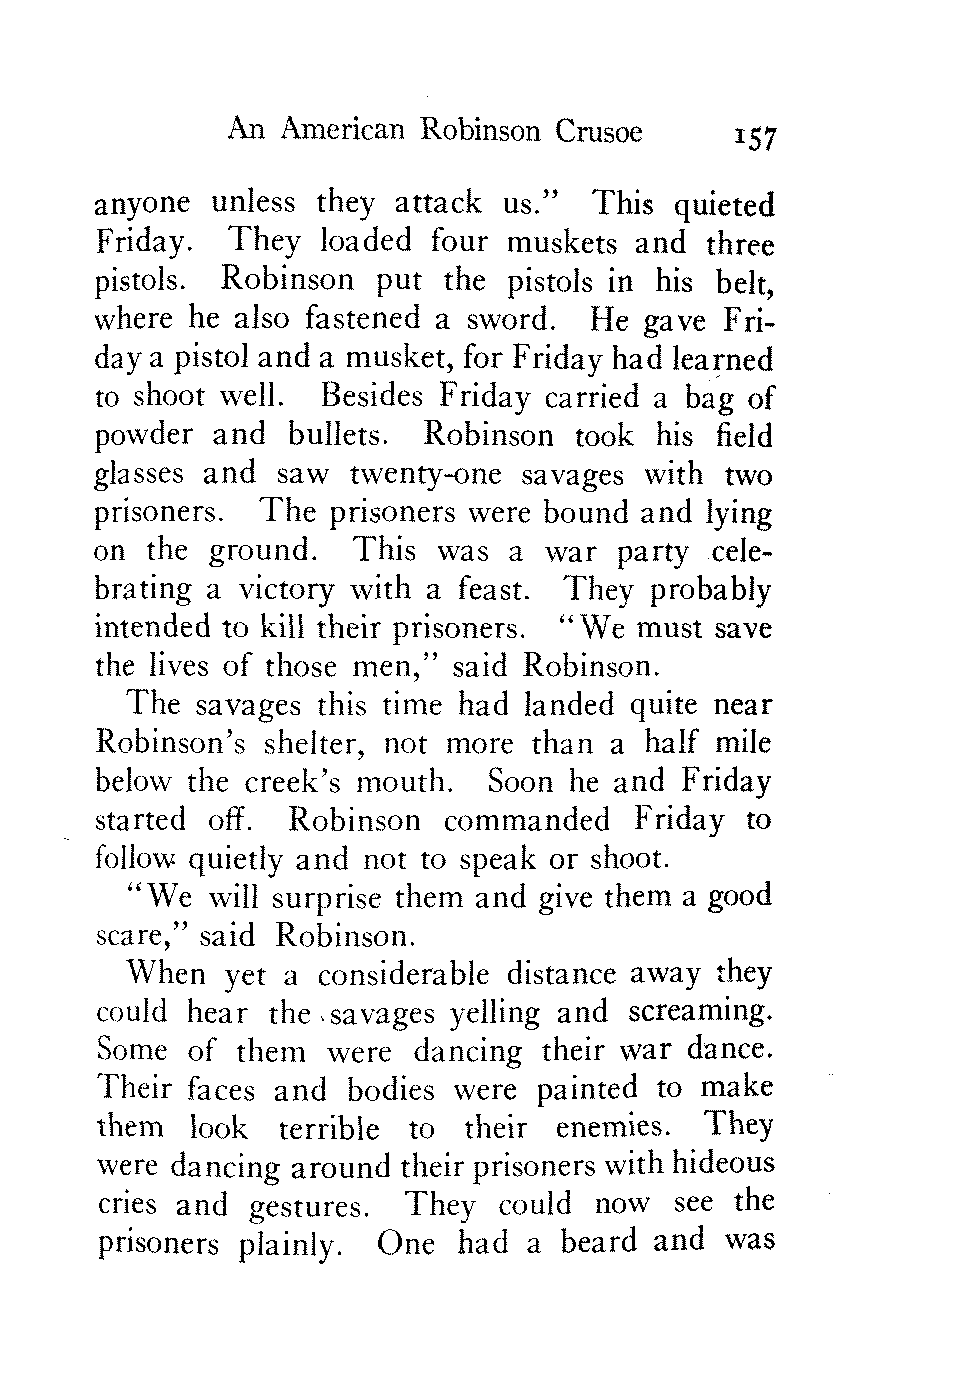 An American Robinson Crusoe 157
anyone unless they attack us." This quieted
Friday. They loaded four muskets and three
pistols. Robinson put the pistols in his belt,
where he also fastened a sword. He gave Fri-
day a pistol and a musket, for Friday had learned
to shoot well. Besides Friday carried a bag of
powder and bullets. Robinson took his field
glasses and saw twenty-one savages with two
prisoners. The prisoners were bound and lying
on the ground. This was a war party cele-
brating a victory with a feast. They probably
intended to kill their prisoners. "We must save
the lives of those men," said Robinson.
The savages this time had landed quite near
Robinson's shelter, not more than a half mile
below the creek's mouth. Soon he and Friday
started off. Robinson commanded Friday to
follow quietly and not to speak or shoot.
"We will surprise them and give them a good
scare," said Robinson.
When yet a considerable distance away they
could hear the savages yelling and screaming.
Some of them were dancing their war dance.
Their faces and bodies were painted to make
them look terrible to their enemies. They
were dancing around their prisoners with hideous
cries and gestures. They could now see the
prisoners plainly. One had a beard and was